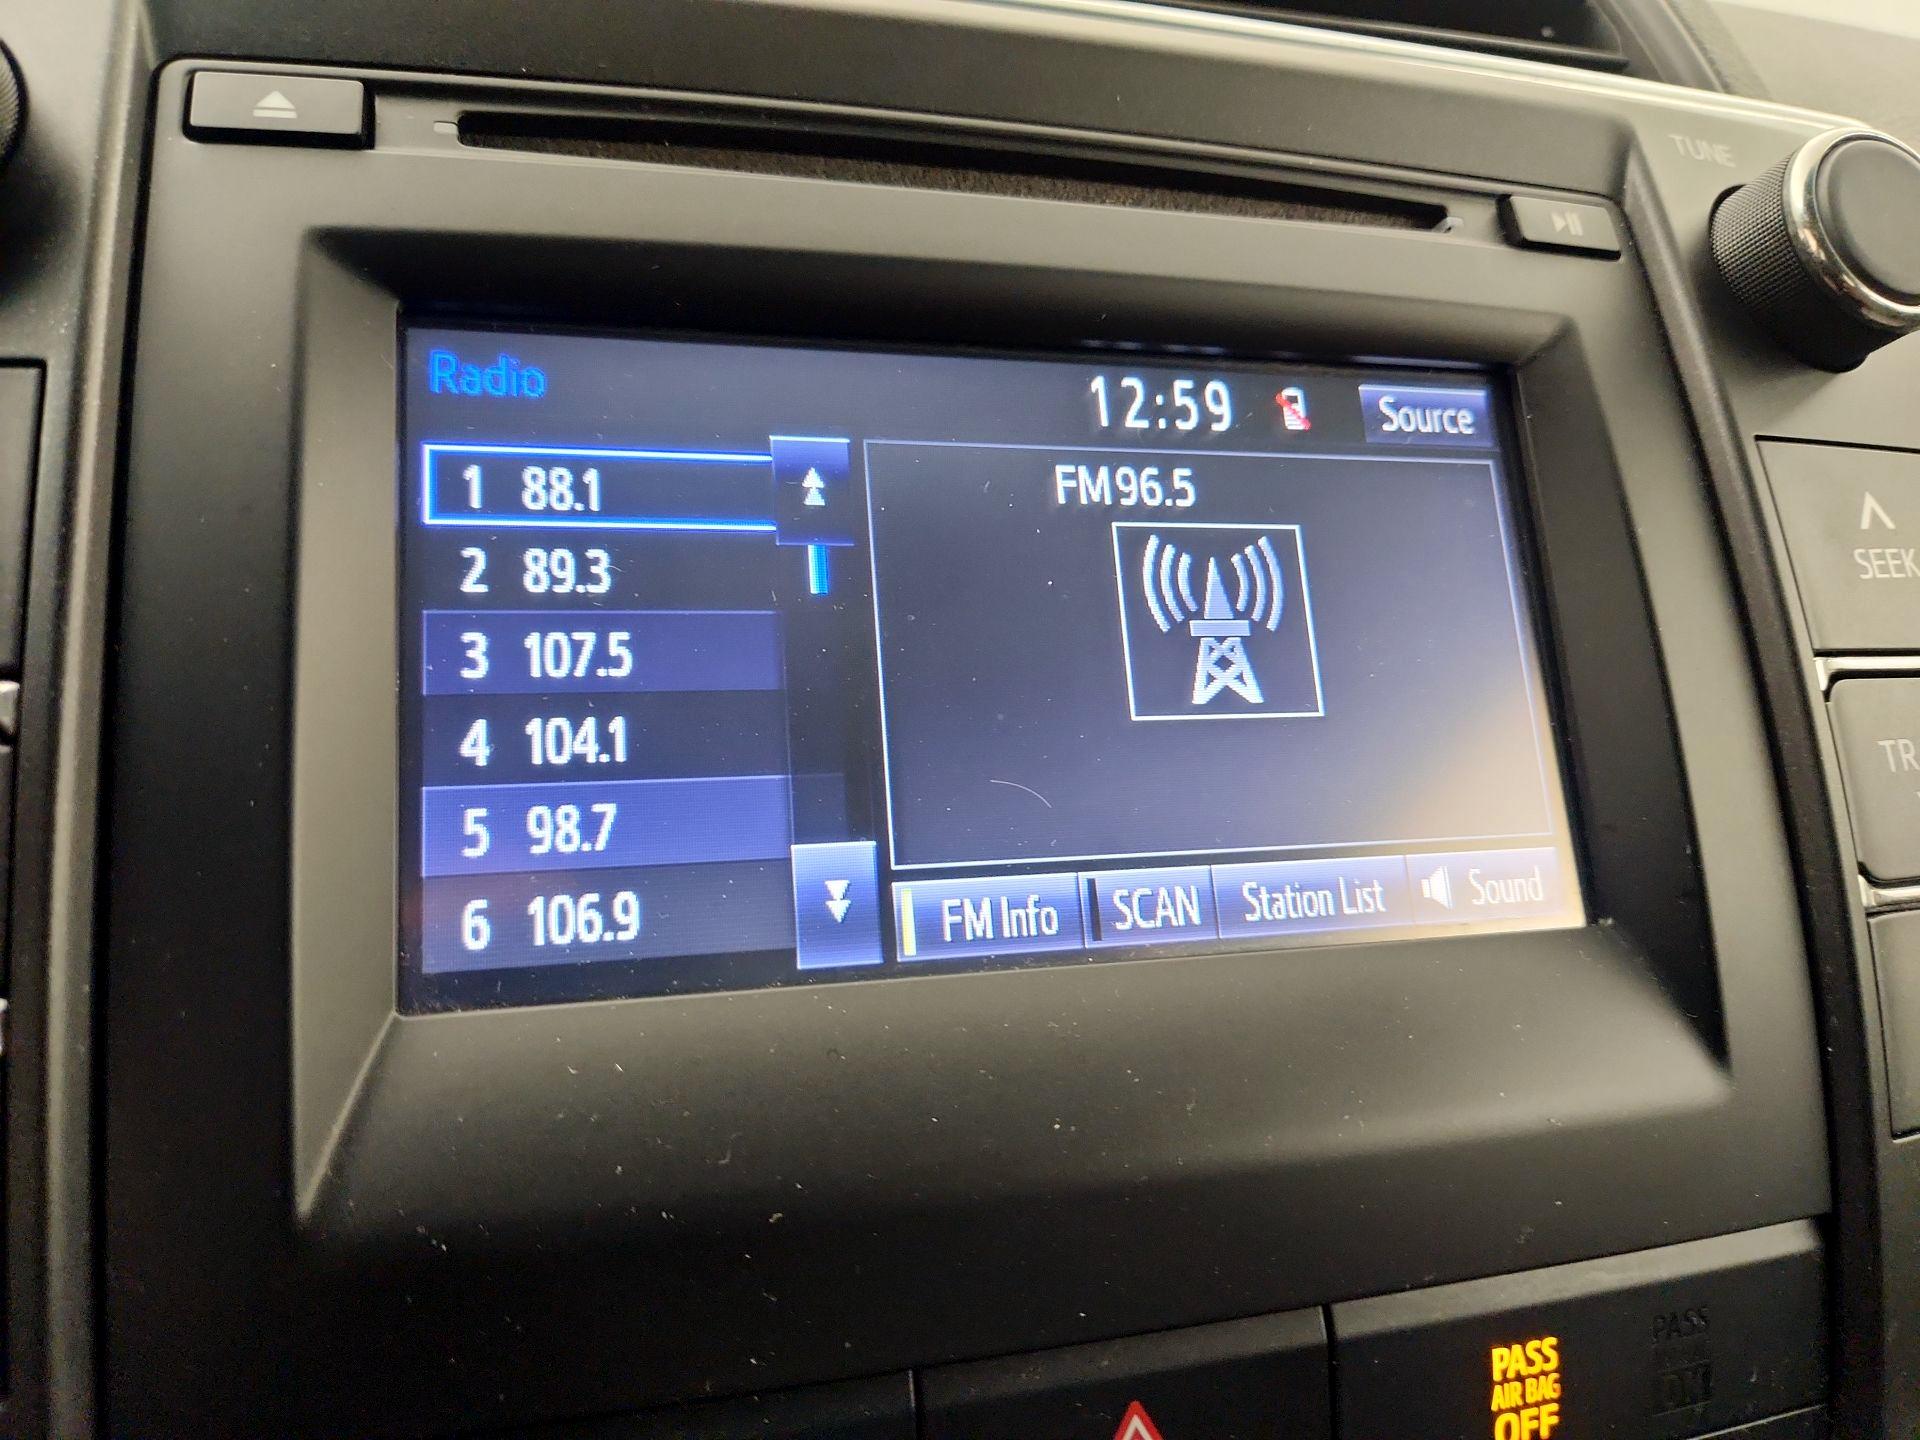 TUNE
Radio
12:59
Source
1 88.1
2 89.3
3 107.5
4 104.1
5 98.7
6 106.9
FM96.5
FM Info
SCAN
Station List
Sound
SEEK
TR
PASS
AIR BAG
OFF
PASS